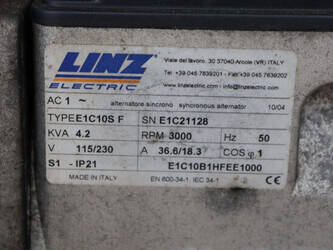 LINZ
ELECTRIC
Viale del lavoro, 30 37040-Arcole (VR) ITALY
Tel. +39 045 7639201 - Fax +39 045 7639202
info@linzelectric.com
www.linzelectric.com
AC 1 ~ alternatore sincrono synchronous alternator 10/04
TYPE E1C10S F SN E1C21128
KVA 4.2 RPM 3000 Hz 50
V 115/230 A 36.6/18.3 COS φ 1
S1 - IP21 E1C10B1HFEE1000
MADE IN ITALY EN 600-34-1 IEC 34-1